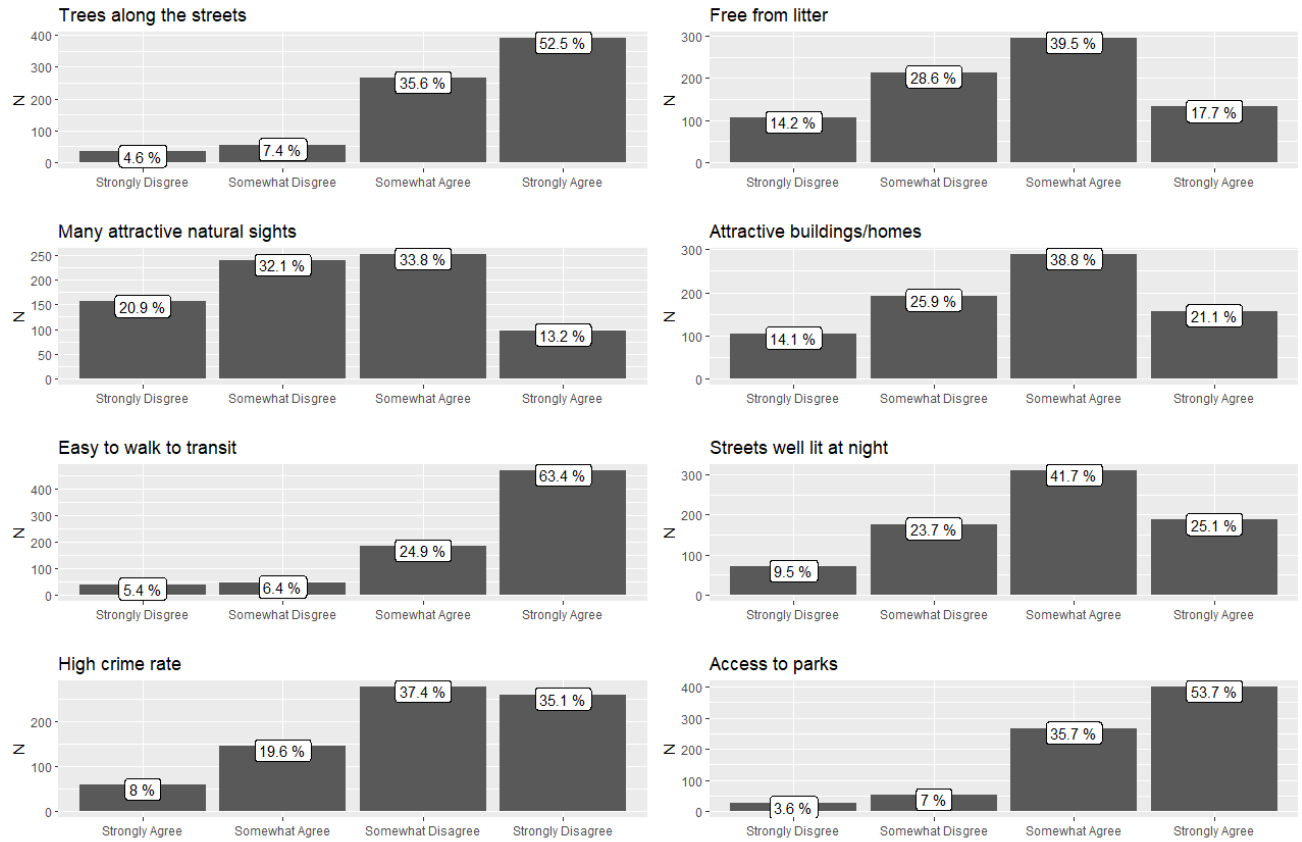 Trees along the streets
N
400
300
200
100
0
52.5 %
35.6 %
7.4 %
4.6 %
Strongly Disgree Somewhat Disgree Somewhat Agree Strongly Agree
Free from litter
N
300
200
100
0
39.5 %
28.6 %
17.7 %
14.2 %
Strongly Disgree Somewhat Disgree Somewhat Agree Strongly Agree
Many attractive natural sights
N
250
200
150
100
50
0
33.8 %
32.1 %
20.9 %
13.2 %
Strongly Disgree Somewhat Disgree Somewhat Agree Strongly Agree
Attractive buildings/homes
N
300
200
100
0
38.8 %
25.9 %
21.1 %
14.1 %
Strongly Disgree Somewhat Disgree Somewhat Agree Strongly Agree
Easy to walk to transit
N
400
300
200
100
0
63.4 %
24.9 %
6.4 %
5.4 %
Strongly Disgree Somewhat Disgree Somewhat Agree Strongly Agree
Streets well lit at night
N
300
200
100
0
41.7 %
25.1 %
23.7 %
9.5 %
Strongly Disgree Somewhat Disgree Somewhat Agree Strongly Agree
High crime rate
N
200
100
0
37.4 %
35.1 %
19.6 %
8 %
Strongly Agree Somewhat Agree Somewhat Disagree Strongly Disagree
Access to parks
N
400
300
200
100
0
53.7 %
35.7 %
7 %
3.6 %
Strongly Disgree Somewhat Disgree Somewhat Agree Strongly Agree